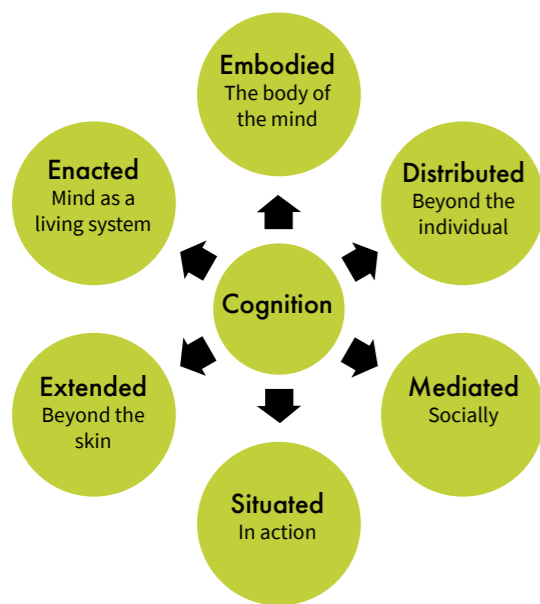 Embodied
The body of
the mind
Enacted
Mind as a
living system
Distributed
Beyond the
individual
Cognition
Extended
Beyond the
skin
Mediated
Socially
Situated
In action